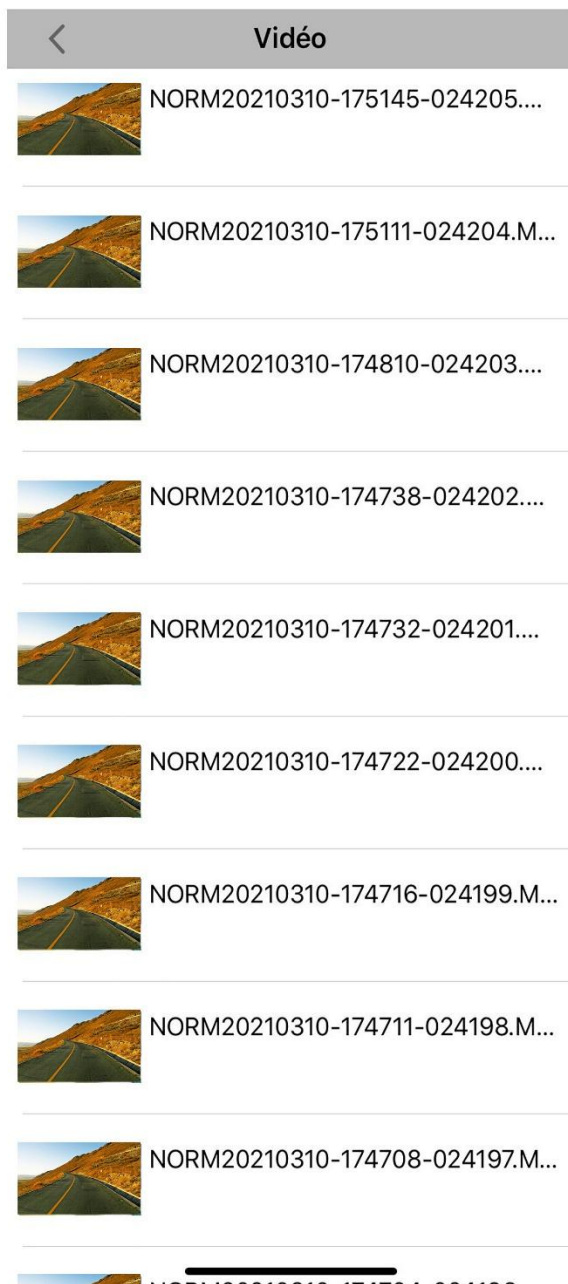 Vidéo
NORM20210310-175145-024205....
NORM20210310-175111-024204.M...
NORM20210310-174810-024203....
NORM20210310-174738-024202....
NORM20210310-174732-024201....
NORM20210310-174722-024200....
NORM20210310-174716-024199.M...
NORM20210310-174711-024198.M...
NORM20210310-174708-024197.M...